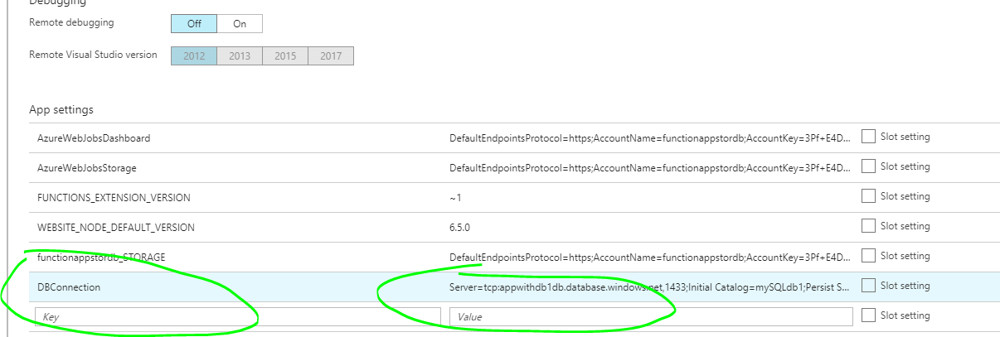 Debugging
Remote debugging Off On
Remote Visual Studio version 2012 2013 2015 2017
App settings
AzureWebJobsDashboard DefaultEndpointsProtocol=https;AccountName=functionappstordb;AccountKey=3Pf+E4D... Slot setting
AzureWebJobsStorage DefaultEndpointsProtocol=https;AccountName=functionappstordb;AccountKey=3Pf+E4D... Slot setting
FUNCTIONS_EXTENSION_VERSION ~1 Slot setting
WEBSITE_NODE_DEFAULT_VERSION 6.5.0 Slot setting
functionappstordb_STORAGE DefaultEndpointsProtocol=https;AccountName=functionappstordb;AccountKey=3Pf+E4D... Slot setting
DBConnection Server=tcp:appwithdb1db.database.windows.net,1433;Initial Catalog=mySQLdb1;Persist S... Slot setting
Key Value Slot setting